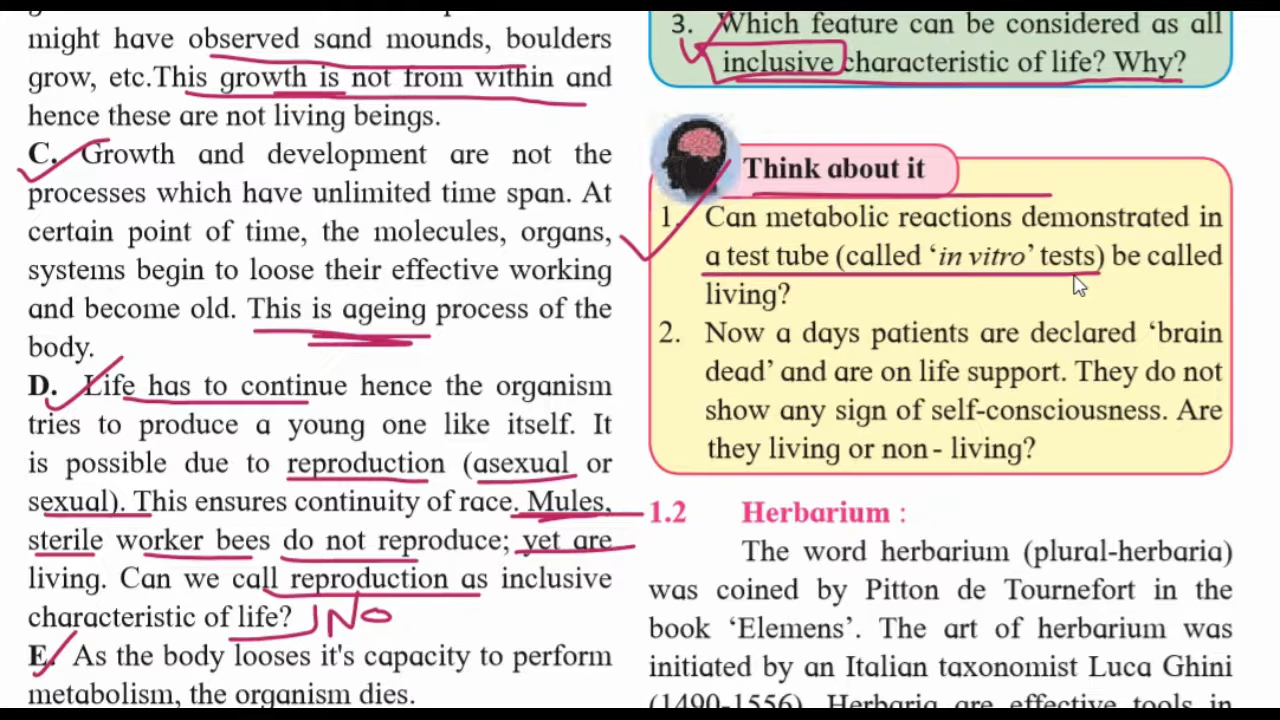 might have observed sand mounds, boulders
grow, etc.This growth is not from within and
hence these are not living beings.
C. Growth and development are not the
processes which have unlimited time span. At
certain point of time, the molecules, organs,
systems begin to loose their effective working
and become old. This is ageing process of the
body.
D. Life has to continue hence the organism
tries to produce a young one like itself. It
is possible due to reproduction (asexual or
sexual). This ensures continuity of race. Mules,
sterile worker bees do not reproduce; yet are
living. Can we call reproduction as inclusive
characteristic of life? No
E. As the body looses it's capacity to perform
metabolism, the organism dies.
3. Which feature can be considered as all
inclusive characteristic of life? Why?
Think about it
1. Can metabolic reactions demonstrated in
a test tube (called ‘in vitro’ tests) be called
living?
2. Now a days patients are declared ‘brain
dead’ and are on life support. They do not
show any sign of self-consciousness. Are
they living or non - living?
1.2 Herbarium :
The word herbarium (plural-herbaria)
was coined by Pitton de Tournefort in the
book ‘Elemens’. The art of herbarium was
initiated by an Italian taxonomist Luca Ghini
(1490-1556). Herbaria are effective tools in